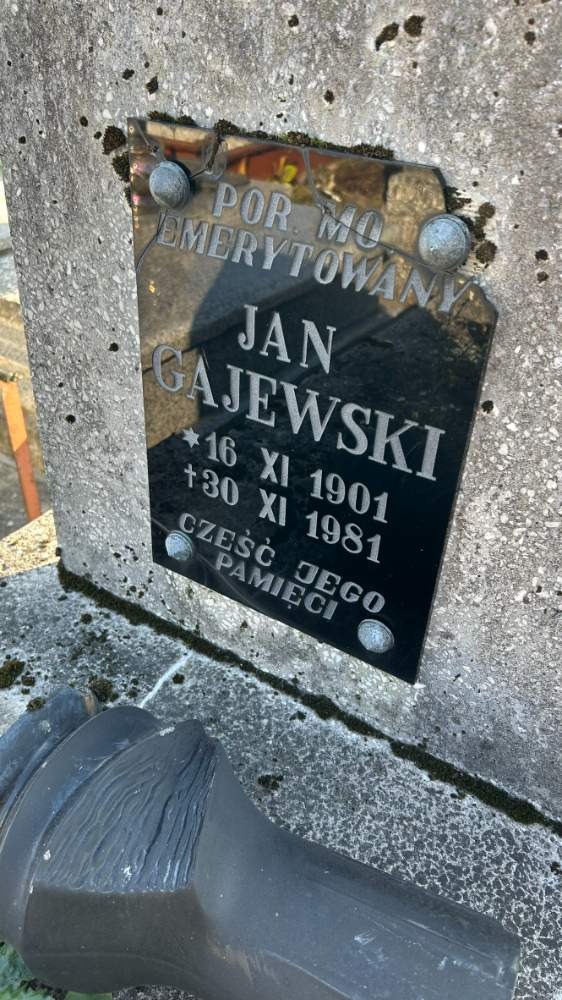 POR. MO
EMERYTOWANY
JAN
GAJEWSKI
*16 XI 1901
†30 XI 1981
CZEŚĆ JEGO
PAMIĘCI